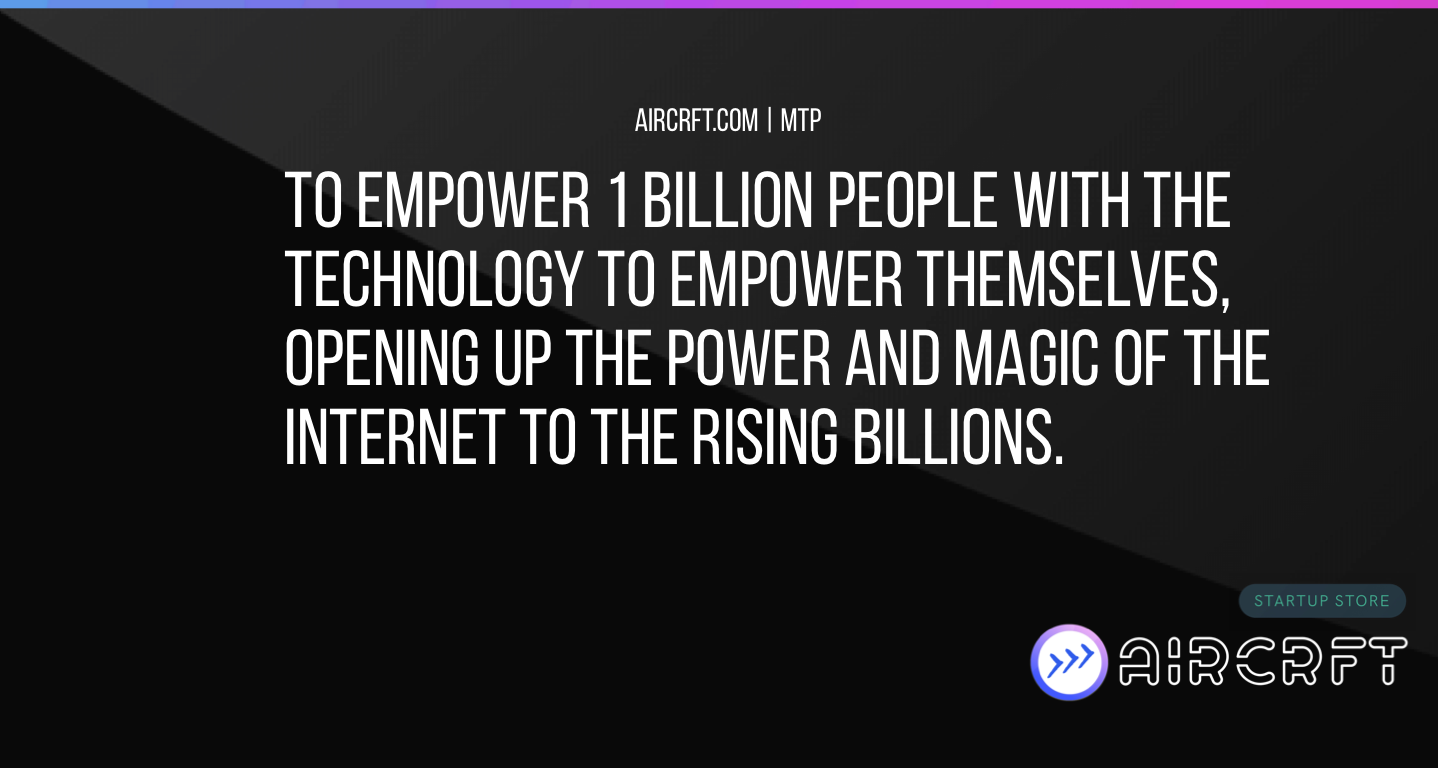 AIRCRFT.COM | MTP
TO EMPOWER 1 BILLION PEOPLE WITH THE
TECHNOLOGY TO EMPOWER THEMSELVES,
OPENING UP THE POWER AND MAGIC OF THE
INTERNET TO THE RISING BILLIONS.
STARTUP STORE
AIRCRFT